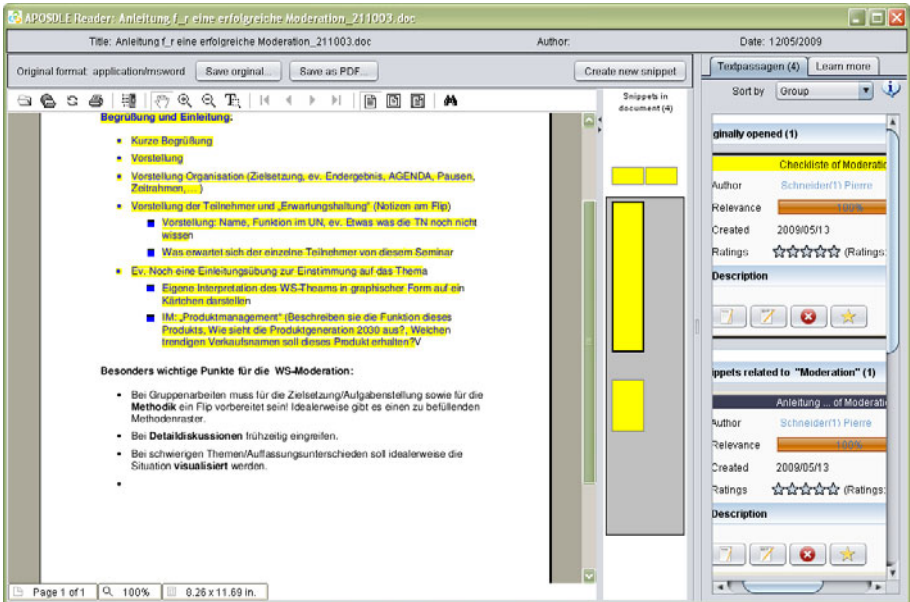 APOSDLE Reader: Anleitung f_r eine erfolgreiche Moderation_211003.doc
Title: Anleitung f_r eine erfolgreiche Moderation_211003.doc
Author:
Date: 12/05/2009
Original format: application/msword
Save orginal...
Save as PDF...
Create new snippet
Textpassagen (4)
Learn more
Snippets in
document (4)
Sort by
Group
Begrüßung und Einleitung:
• Kurze Begrüßung
• Vorstellung
• Vorstellung Organisation (Zielsetzung, ev. Endergebnis, AGENDA, Pausen,
Zeitrahmen,... )
• Vorstellung der Teilnehmer und „Erwartungshaltung“ (Notizen am Flip)
Vorstellung: Name, Funktion im UN, ev. Etwas was die TN noch nicht
wissen
Was erwartet sich der einzelne Teilnehmer von diesem Seminar
• Ev. Noch eine Einleitungsübung zur Einstimmung auf das Thema
Eigene Interpretation des WS-Theams in graphischer Form auf ein
Kärtchen darstellen
IM: „Produktmanagement“ (Beschreiben sie die Funktion dieses
Produkts, Wie sieht die Produktgeneration 2030 aus?, Welchen
trendigen Verkaufsnamen soll dieses Produkt erhalten?V
Besonders wichtige Punkte für die WS-Moderation:
• Bei Gruppenarbeiten muss für die Zielsetzung/Aufgabenstellung sowie für die
Methodik ein Flip vorbereitet sein! Idealerweise gibt es einen zu befüllenden
Methodenraster.
• Bei Detaildiskussionen frühzeitig eingreifen.
• Bei schwierigen Themen/Auffassungsunterschieden soll idealerweise die
Situation visualisiert werden.
•
ginally opened (1)
Checkliste of Moderatic
Author
Schneider(1) Pierre
Relevance
100%
Created
2009/05/13
Ratings
(Ratings:
Description
ippets related to "Moderation" (1)
Anleitung ... of Moderati
Author
Schneider(1) Pierre
Relevance
100%
Created
2009/05/13
Ratings
(Ratings:
Description
Page 1 of 1
100%
8.26 x 11.69 in.